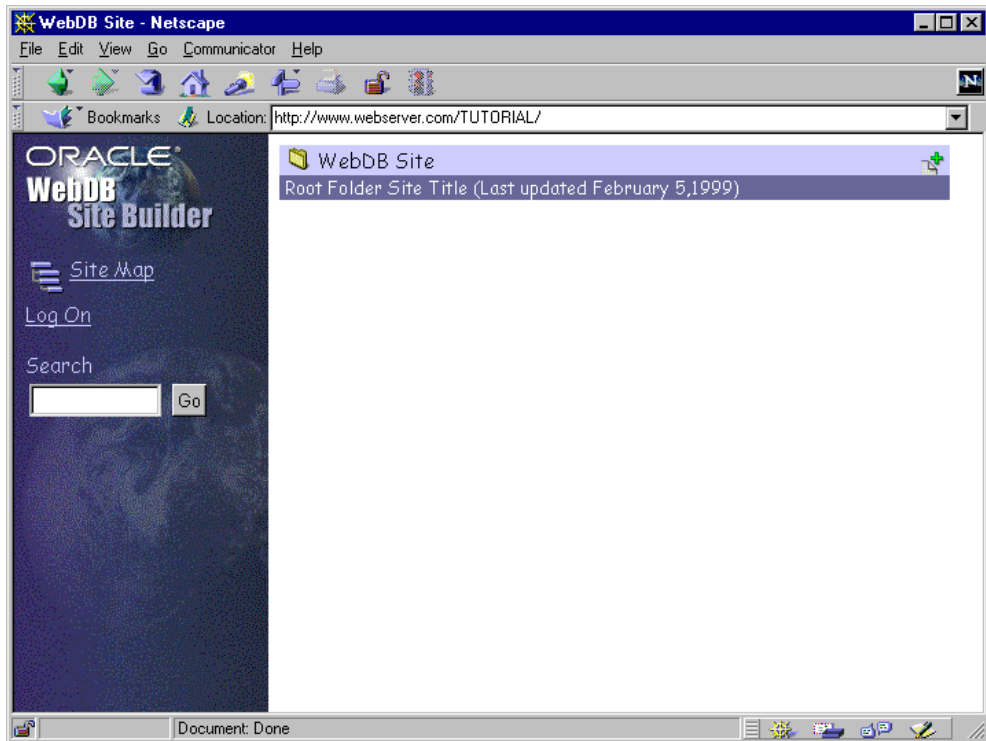 WebDB Site - Netscape
File Edit View Go Communicator Help
Bookmarks Location: http://www.webserver.com/TUTORIAL/
ORACLE
WebDB
Site Builder
Site Map
Log On
Search
Go
WebDB Site
Root Folder Site Title (Last updated February 5,1999)
Document: Done